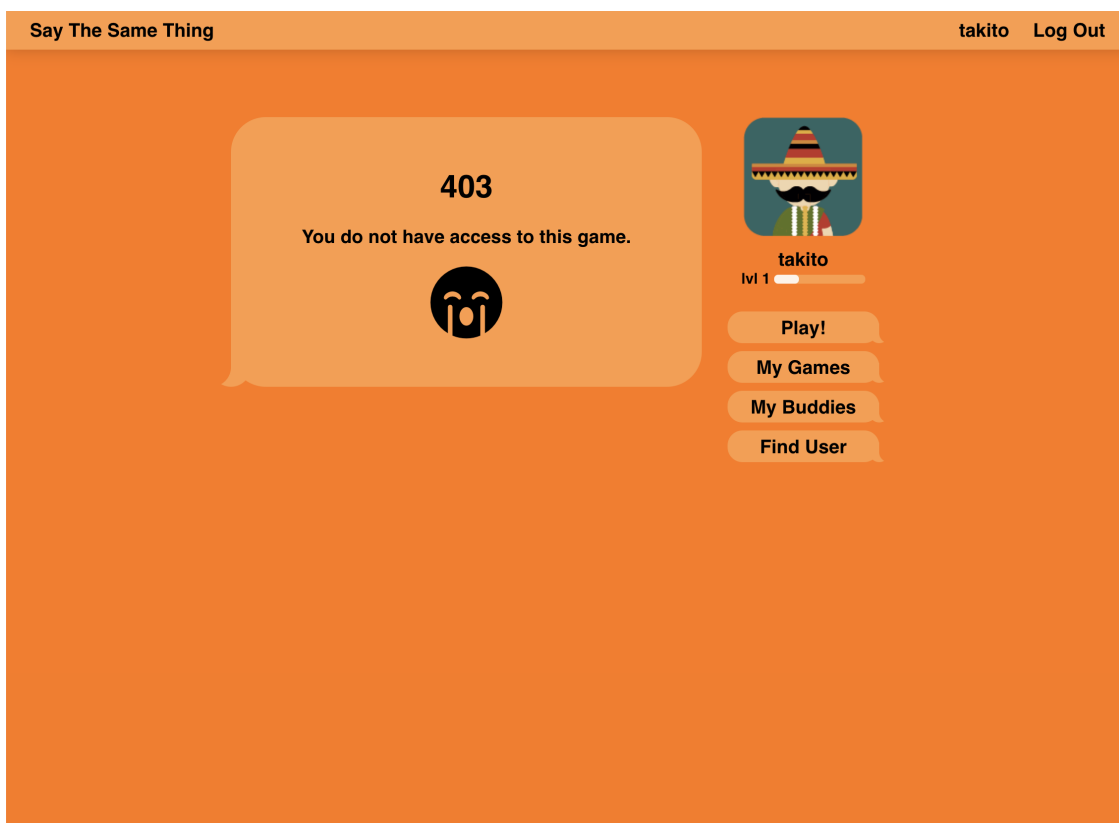 Say The Same Thing
takito
Log Out
403
You do not have access to this game.
takito
lvl 1
Play!
My Games
My Buddies
Find User